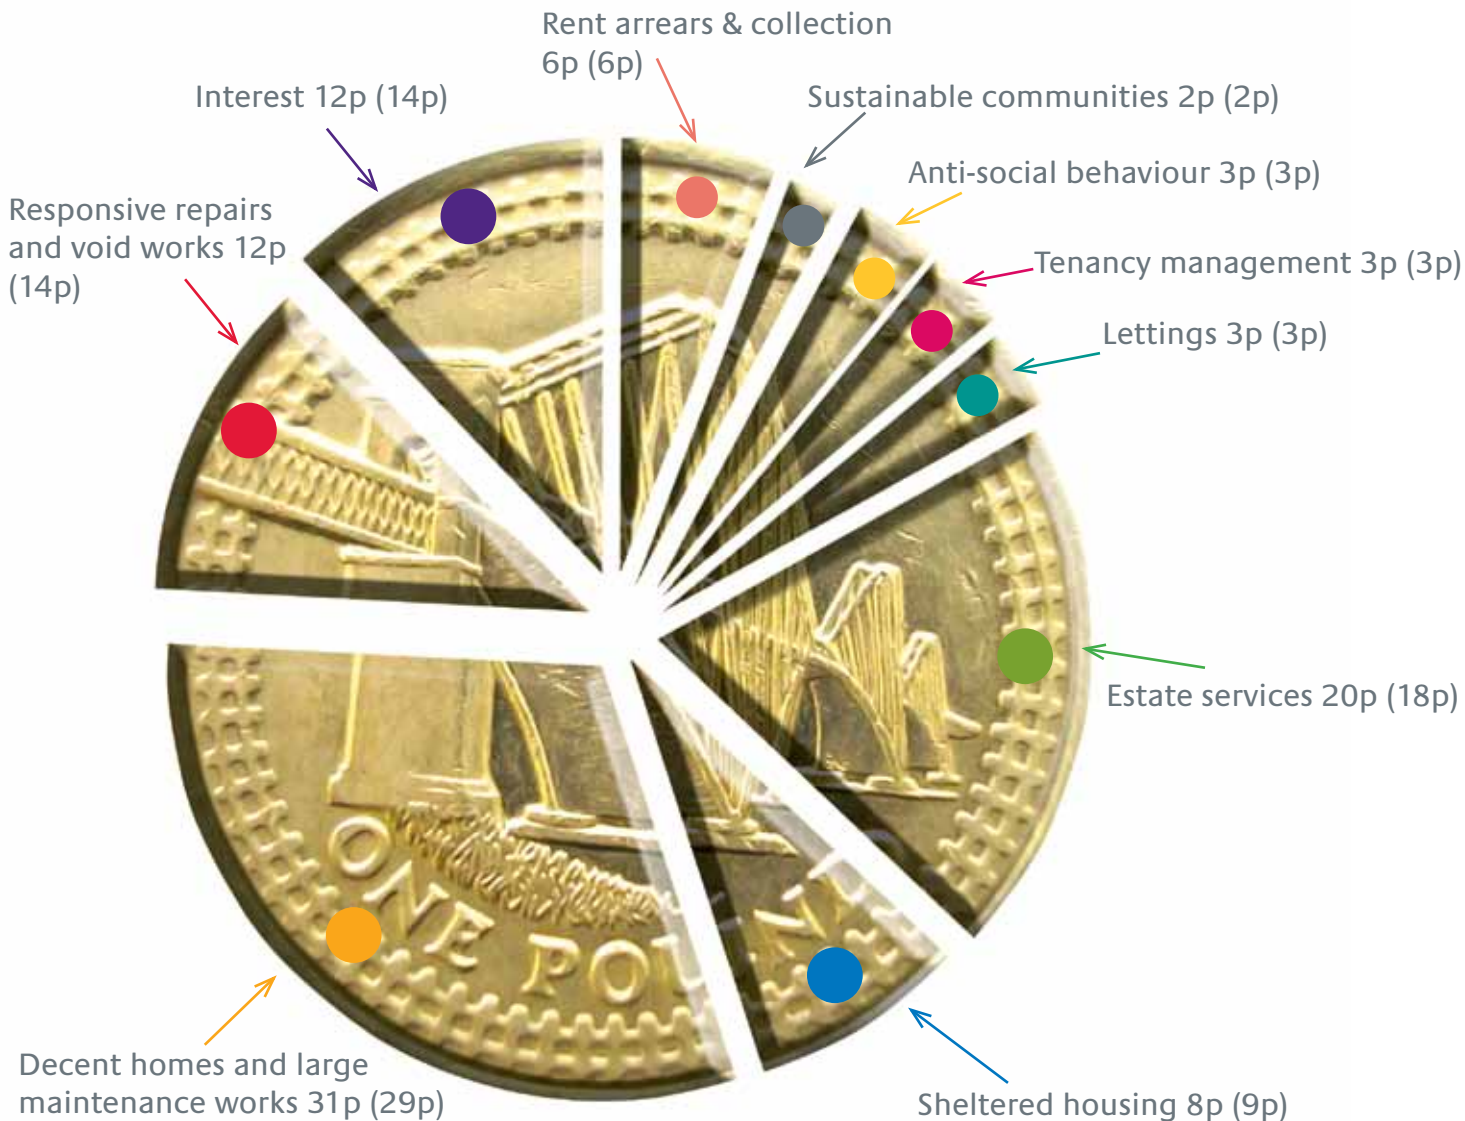 Rent arrears & collection
6p (6p)
Interest 12p (14p)
Sustainable communities 2p (2p)
Anti-social behaviour 3p (3p)
Responsive repairs
and void works 12p
(14p)
Tenancy management 3p (3p)
Lettings 3p (3p)
Estate services 20p (18p)
ONE POUND
Decent homes and large
maintenance works 31p (29p)
Sheltered housing 8p (9p)